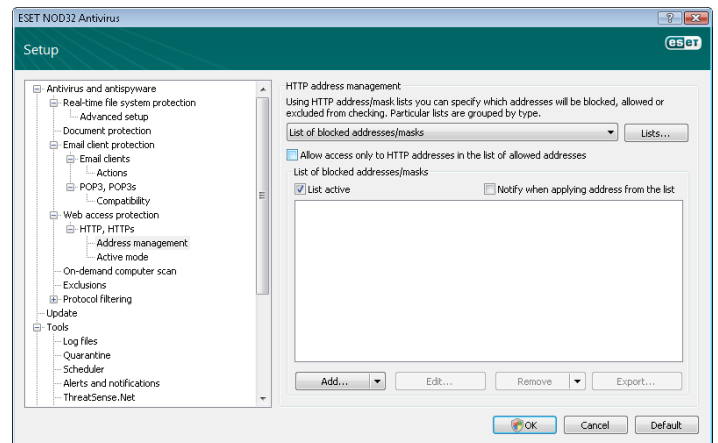 ESET NOD32 Antivirus
Setup
eseT
Antivirus and antispyware
Real-time file system protection
Advanced setup
Document protection
Email client protection
Email clients
Actions
POP3, POP3s
Compatibility
Web access protection
HTTP, HTTPs
Address management
Active mode
On-demand computer scan
Exclusions
Protocol filtering
Update
Tools
Log files
Quarantine
Scheduler
Alerts and notifications
ThreatSense.Net
HTTP address management
Using HTTP address/mask lists you can specify which addresses will be blocked, allowed or
excluded from checking. Particular lists are grouped by type.
List of blocked addresses/masks
Lists...
Allow access only to HTTP addresses in the list of allowed addresses
List of blocked addresses/masks
List active
Notify when applying address from the list
Add...
Edit...
Remove
Export...
OK
Cancel
Default